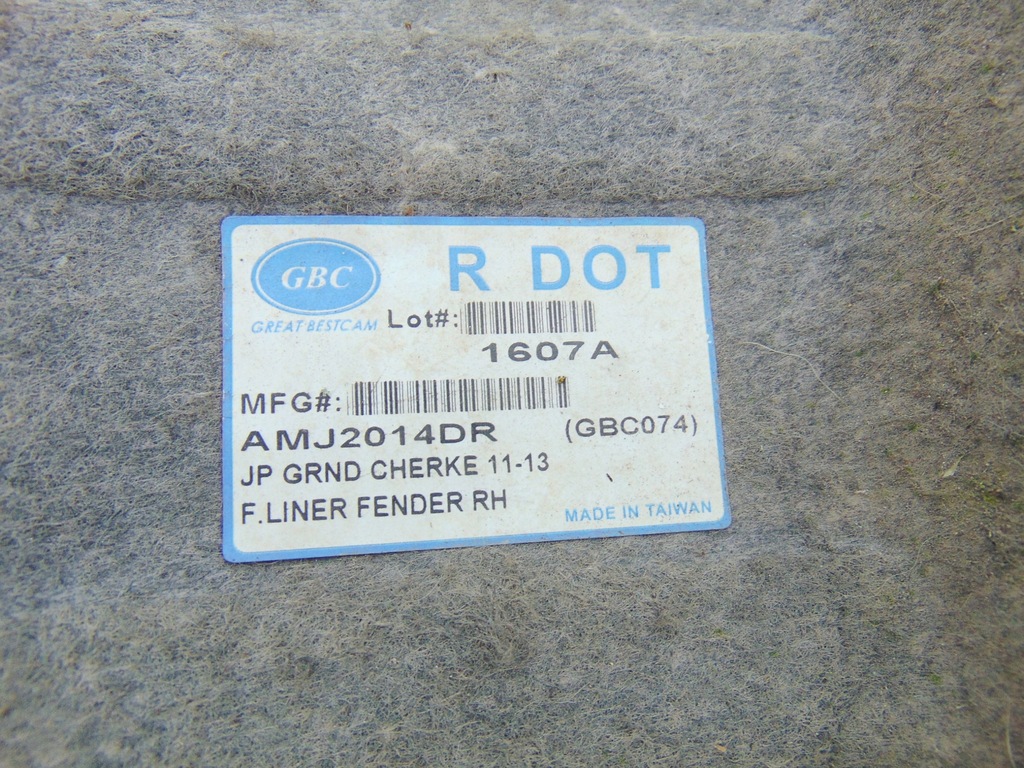 GBC
GREAT BESTCAM
R DOT
Lot#:
1607A
MFG#:
AMJ2014DR (GBC074)
JP GRND CHERKE 11-13
F.LINER FENDER RH
MADE IN TAIWAN